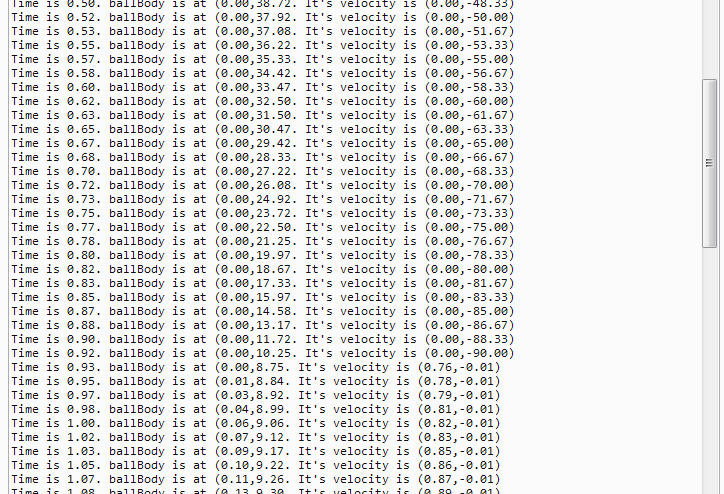 Time is 0.50. ballBody is at (0.00,38.72. It's velocity is (0.00,-48.33)
Time is 0.52. ballBody is at (0.00,37.92. It's velocity is (0.00,-50.00)
Time is 0.53. ballBody is at (0.00,37.08. It's velocity is (0.00,-51.67)
Time is 0.55. ballBody is at (0.00,36.22. It's velocity is (0.00,-53.33)
Time is 0.57. ballBody is at (0.00,35.33. It's velocity is (0.00,-55.00)
Time is 0.58. ballBody is at (0.00,34.42. It's velocity is (0.00,-56.67)
Time is 0.60. ballBody is at (0.00,33.47. It's velocity is (0.00,-58.33)
Time is 0.62. ballBody is at (0.00,32.50. It's velocity is (0.00,-60.00)
Time is 0.63. ballBody is at (0.00,31.50. It's velocity is (0.00,-61.67)
Time is 0.65. ballBody is at (0.00,30.47. It's velocity is (0.00,-63.33)
Time is 0.67. ballBody is at (0.00,29.42. It's velocity is (0.00,-65.00)
Time is 0.68. ballBody is at (0.00,28.33. It's velocity is (0.00,-66.67)
Time is 0.70. ballBody is at (0.00,27.22. It's velocity is (0.00,-68.33)
Time is 0.72. ballBody is at (0.00,26.08. It's velocity is (0.00,-70.00)
Time is 0.73. ballBody is at (0.00,24.92. It's velocity is (0.00,-71.67)
Time is 0.75. ballBody is at (0.00,23.72. It's velocity is (0.00,-73.33)
Time is 0.77. ballBody is at (0.00,22.50. It's velocity is (0.00,-75.00)
Time is 0.78. ballBody is at (0.00,21.25. It's velocity is (0.00,-76.67)
Time is 0.80. ballBody is at (0.00,19.97. It's velocity is (0.00,-78.33)
Time is 0.82. ballBody is at (0.00,18.67. It's velocity is (0.00,-80.00)
Time is 0.83. ballBody is at (0.00,17.33. It's velocity is (0.00,-81.67)
Time is 0.85. ballBody is at (0.00,15.97. It's velocity is (0.00,-83.33)
Time is 0.87. ballBody is at (0.00,14.58. It's velocity is (0.00,-85.00)
Time is 0.88. ballBody is at (0.00,13.17. It's velocity is (0.00,-86.67)
Time is 0.90. ballBody is at (0.00,11.72. It's velocity is (0.00,-88.33)
Time is 0.92. ballBody is at (0.00,10.25. It's velocity is (0.00,-90.00)
Time is 0.93. ballBody is at (0.00,8.75. It's velocity is (0.76,-0.01)
Time is 0.95. ballBody is at (0.01,8.84. It's velocity is (0.78,-0.01)
Time is 0.97. ballBody is at (0.03,8.92. It's velocity is (0.79,-0.01)
Time is 0.98. ballBody is at (0.04,8.99. It's velocity is (0.81,-0.01)
Time is 1.00. ballBody is at (0.06,9.06. It's velocity is (0.82,-0.01)
Time is 1.02. ballBody is at (0.07,9.12. It's velocity is (0.83,-0.01)
Time is 1.03. ballBody is at (0.09,9.17. It's velocity is (0.85,-0.01)
Time is 1.05. ballBody is at (0.10,9.22. It's velocity is (0.86,-0.01)
Time is 1.07. ballBody is at (0.11,9.26. It's velocity is (0.87,-0.01)
Time is 1.08. ballBody is at (0.13,9.30. It's velocity is (0.89,-0.01)